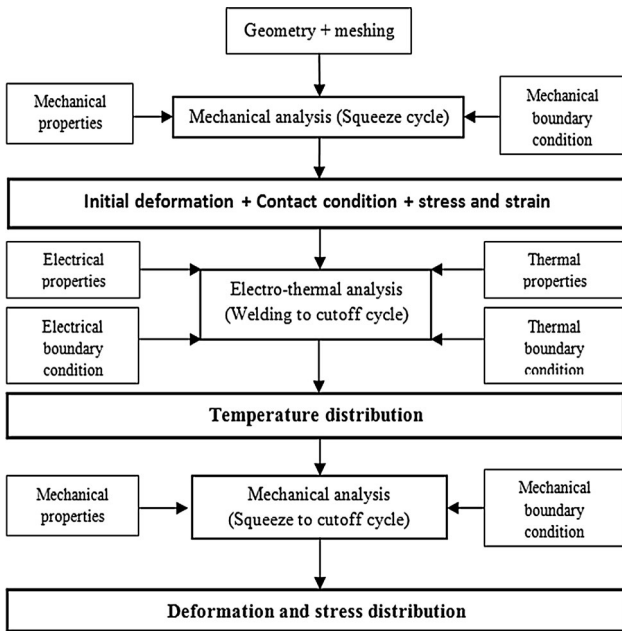 Geometry + meshing
Mechanical
properties
Mechanical analysis (Squeeze cycle)
Mechanical
boundary
condition
Initial deformation + Contact condition + stress and strain
Electrical
properties
Electrical
boundary
condition
Electro-thermal analysis
(Welding to cutoff cycle)
Thermal
properties
Thermal
boundary
condition
Temperature distribution
Mechanical
properties
Mechanical analysis
(Squeeze to cutoff cycle)
Mechanical
boundary
condition
Deformation and stress distribution